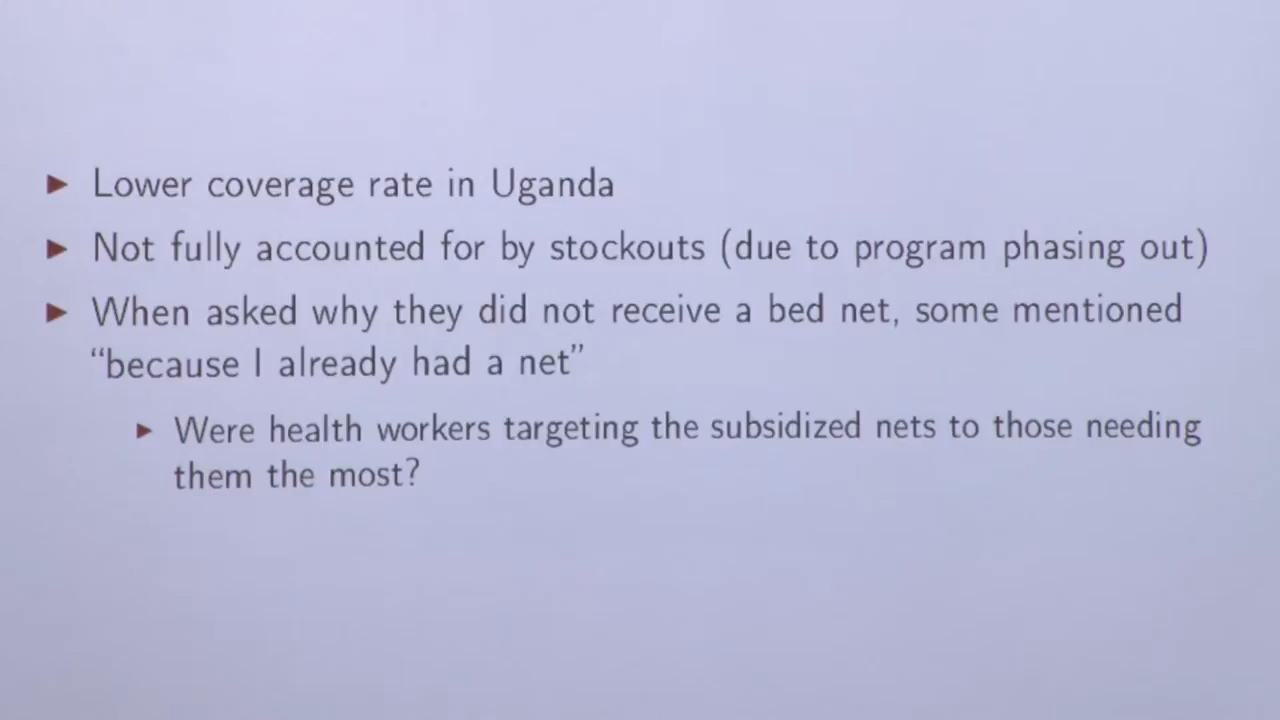 ▶ Lower coverage rate in Uganda
▶ Not fully accounted for by stockouts (due to program phasing out)
▶ When asked why they did not receive a bed net, some mentioned
“because I already had a net”
▶ Were health workers targeting the subsidized nets to those needing
them the most?